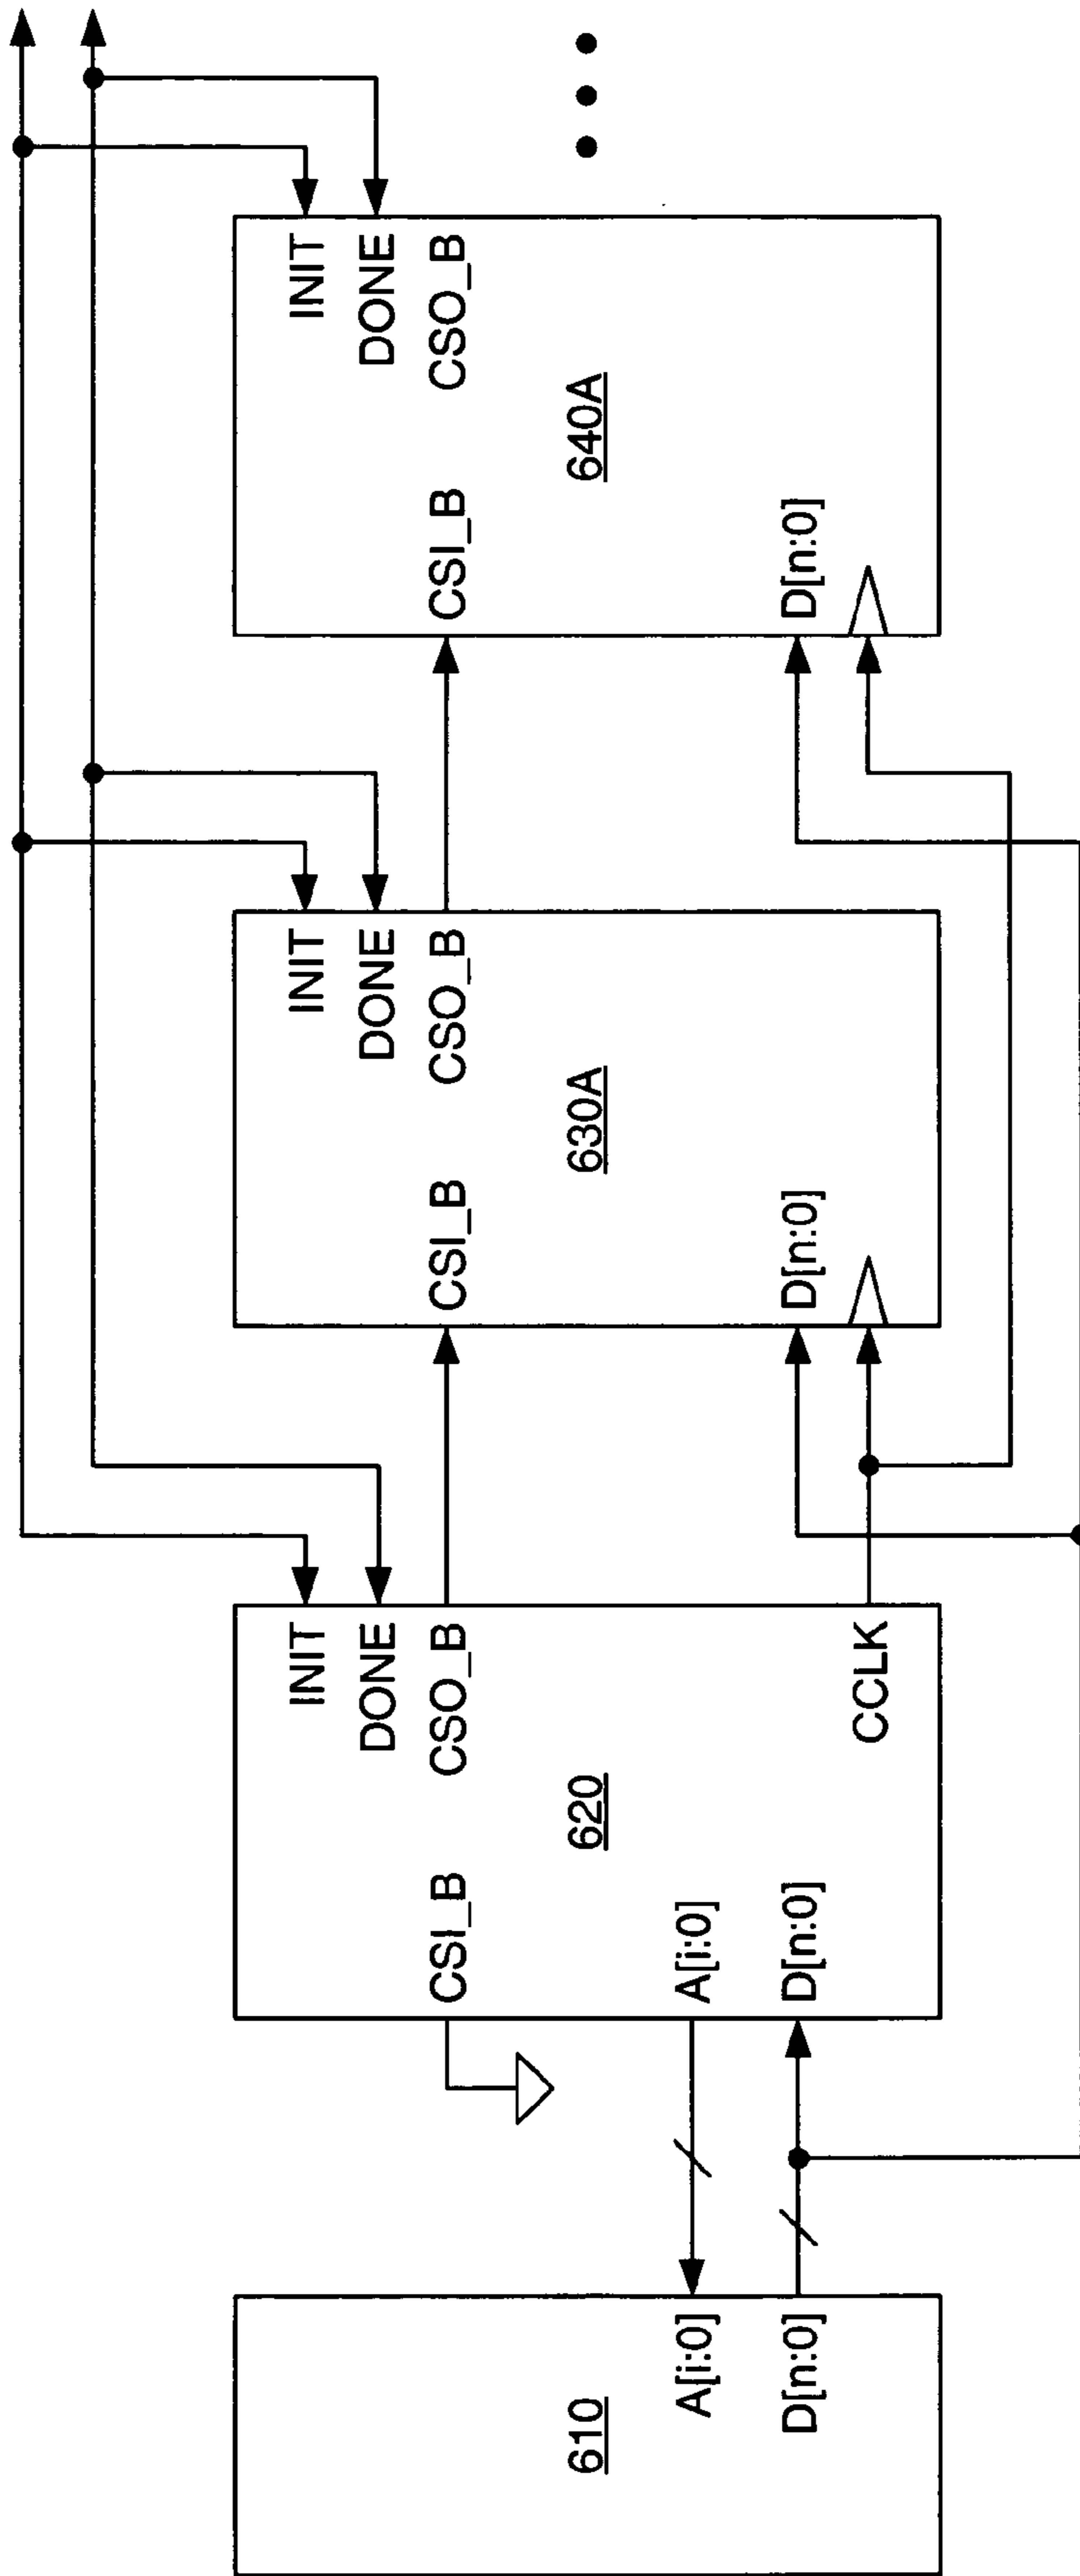 610
A[i:0]
D[n:0]
CSI_B
A[i:0]
D[n:0]
620
INIT
DONE
CSO_B
CCLK
CSI_B
D[n:0]
630A
INIT
DONE
CSO_B
CSI_B
D[n:0]
640A
INIT
DONE
CSO_B